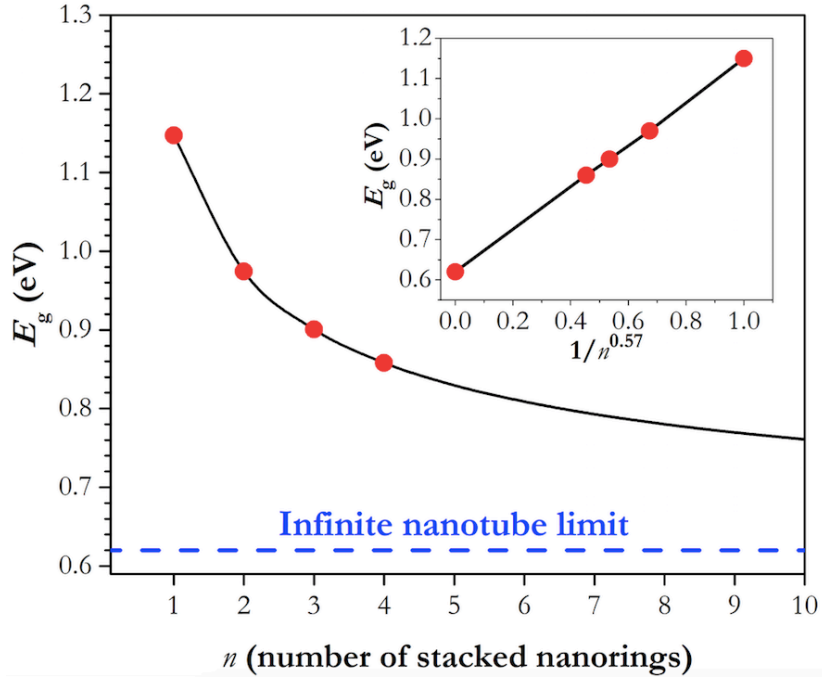 1.3
1.2
1.1
1.0
0.9
0.8
0.7
0.6
E_g (eV)
1 2 3 4 5 6 7 8 9 10
n (number of stacked nanorings)
Infinite nanotube limit
1.2
1.1
1.0
0.9
0.8
0.7
0.6
E_g (eV)
0.0 0.2 0.4 0.6 0.8 1.0
1/n^0.57